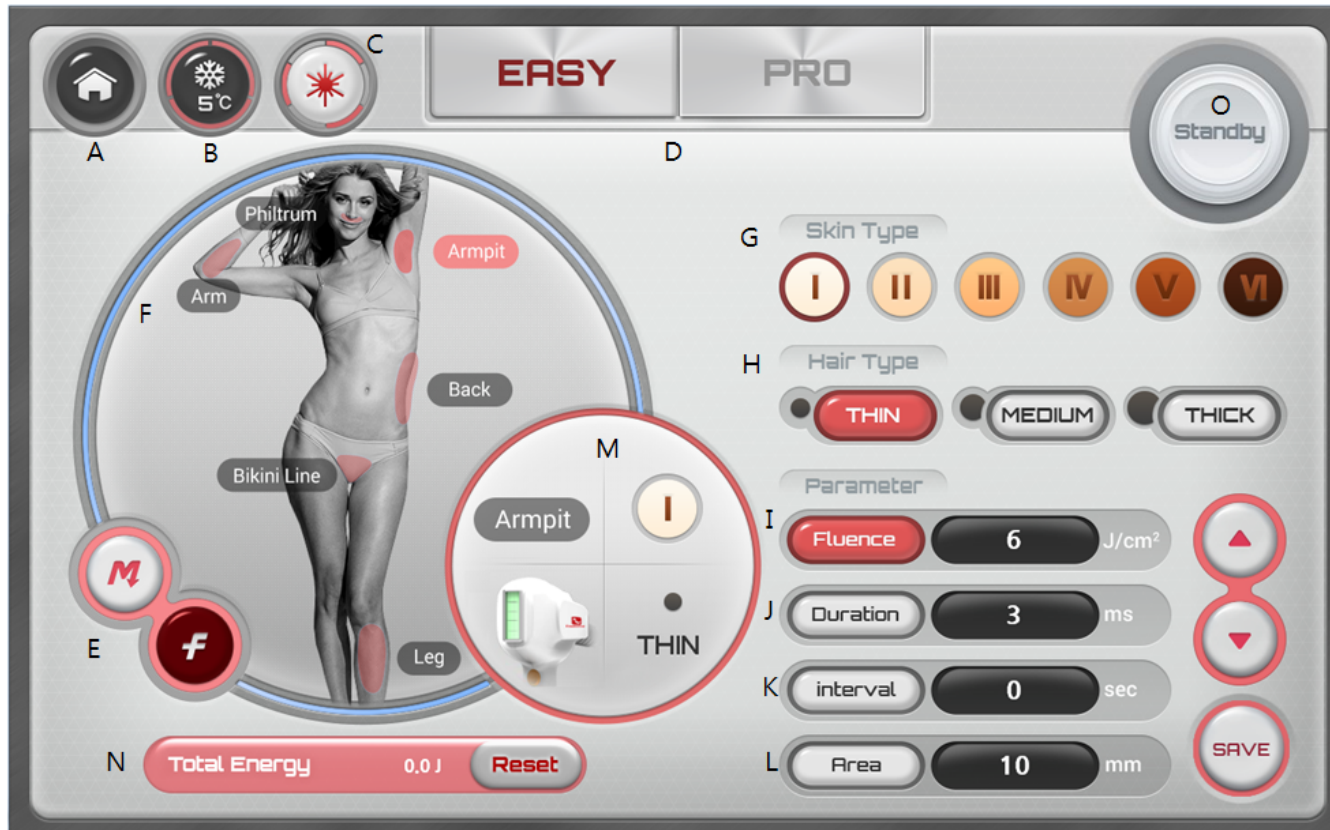 C
EASY
PRO
5°C
O
Standby
A
B
D
Philtrum
Armpit
Arm
F
Back
Bikini Line
Leg
G
Skin Type
I
II
III
IV
V
VI
H
Hair Type
THIN
MEDIUM
THICK
M
Armpit
I
THIN
Parameter
I
Fluence
6
J/cm²
J
Duration
3
ms
K
interval
0
sec
L
Area
10
mm
SAVE
M
E
f
N
Total Energy
0.0 J
Reset